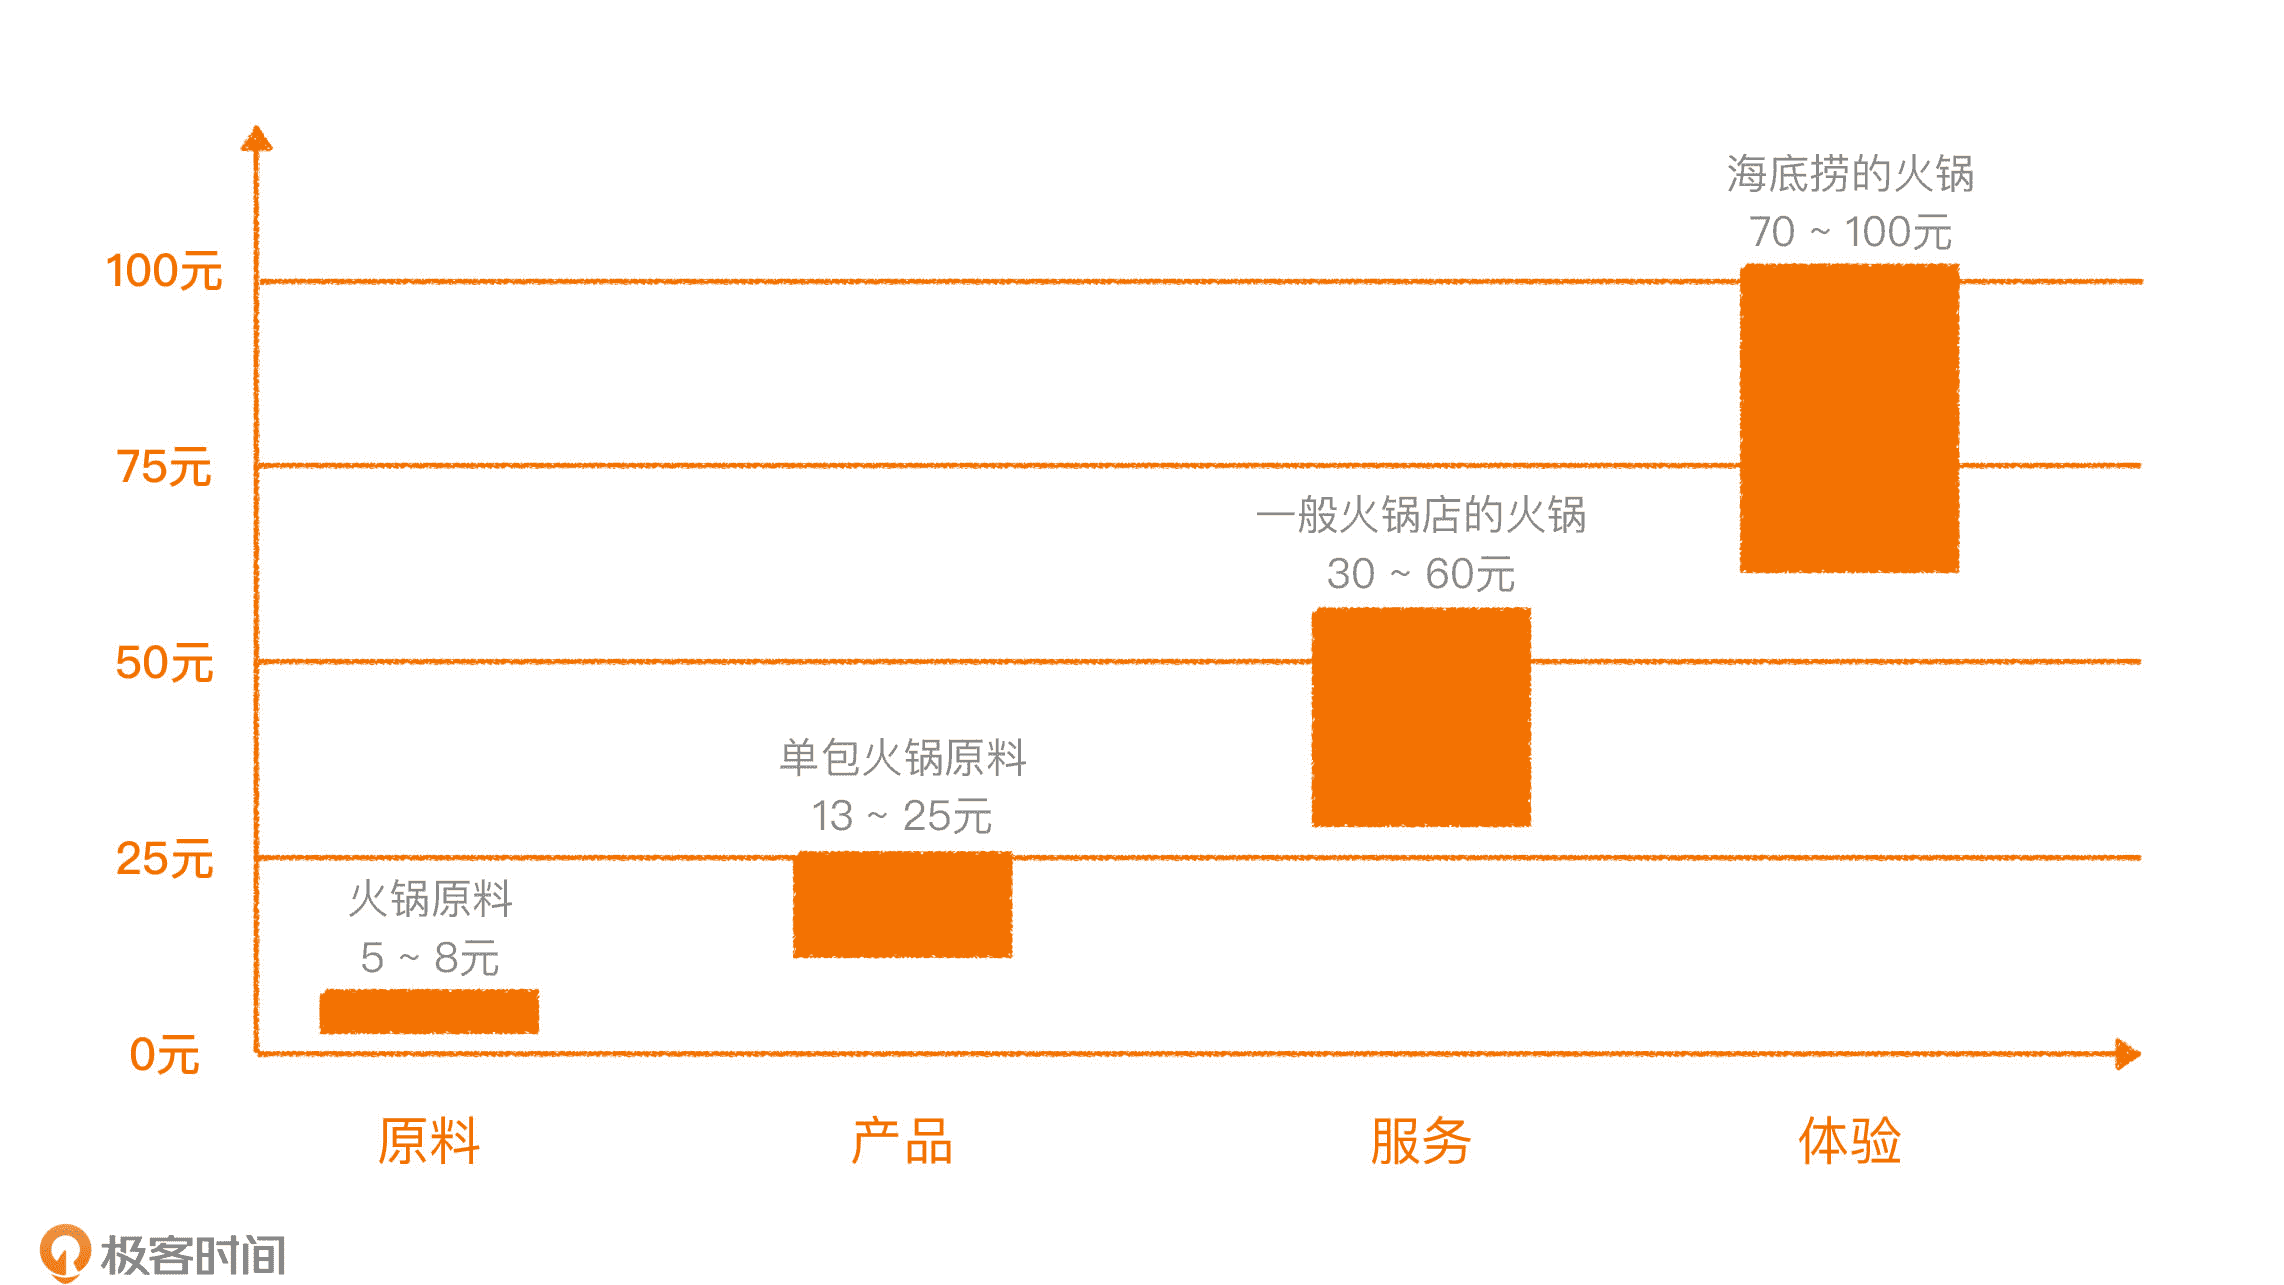 海底捞的火锅
70 ~ 100元
100元
75元
一般火锅店的火锅
30 ~ 60元
50元
单包火锅原料
13 ~ 25元
25元
火锅原料
5 ~ 8元
0元
原料
产品
服务
体验
极客时间